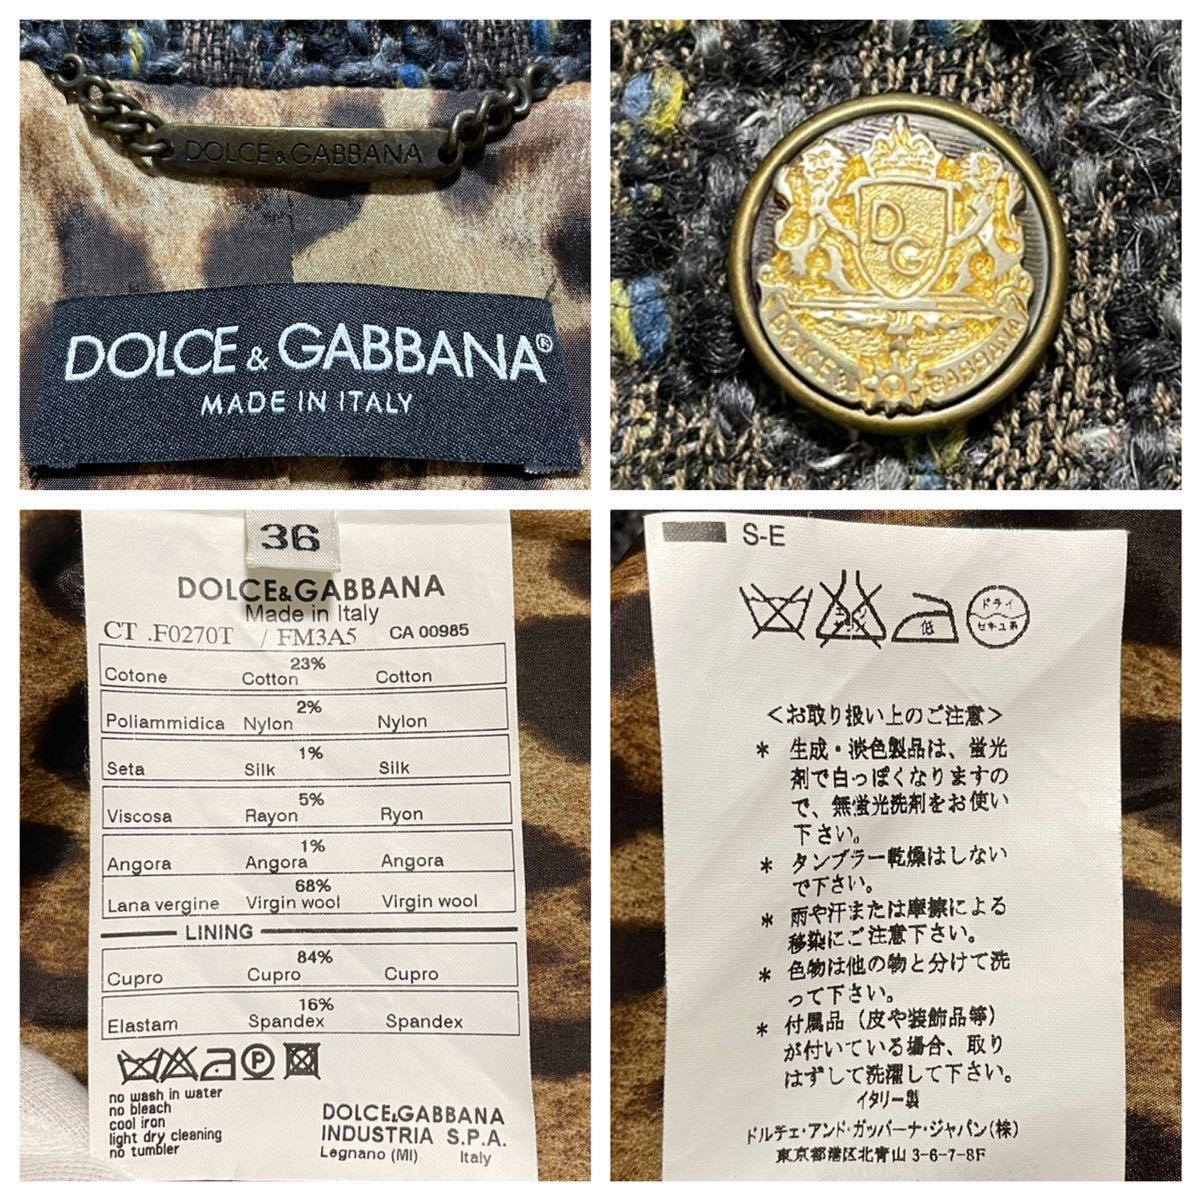 DOLCE & GABBANA
DOLCE & GABBANA®
MADE IN ITALY
DG
DOLCE & GABBANA
36
DOLCE&GABBANA
Made in Italy
CT .F0270T / FM3A5 CA 00985
23%
Cotone Cotton Cotton
2%
Poliammidica Nylon Nylon
1%
Seta Silk Silk
5%
Viscosa Rayon Ryon
1%
Angora Angora Angora
68%
Lana vergine Virgin wool Virgin wool
LINING
84%
Cupro Cupro Cupro
16%
Elastam Spandex Spandex
P
no wash in water
no bleach
cool iron
light dry cleaning
no tumbler
DOLCE&GABBANA
INDUSTRIA S.P.A.
Legnano (MI) Italy
S-E
低
ドライ
セキユ系
<お取り扱い上のご注意>
* 生成・淡色製品は、蛍光
剤で白っぽくなりますの
で、無蛍光洗剤をお使い
下さい。
* タンブラー乾燥はしない
で下さい。
* 雨や汗または摩擦による
移染にご注意下さい。
* 色物は他の物と分けて洗
って下さい。
* 付属品(皮や装飾品等)
が付いている場合、取り
はずして洗濯して下さい。
イタリー製
ドルチェ・アンド・ガッバーナ・ジャパン(株)
東京都港区北青山3-6-7-8F